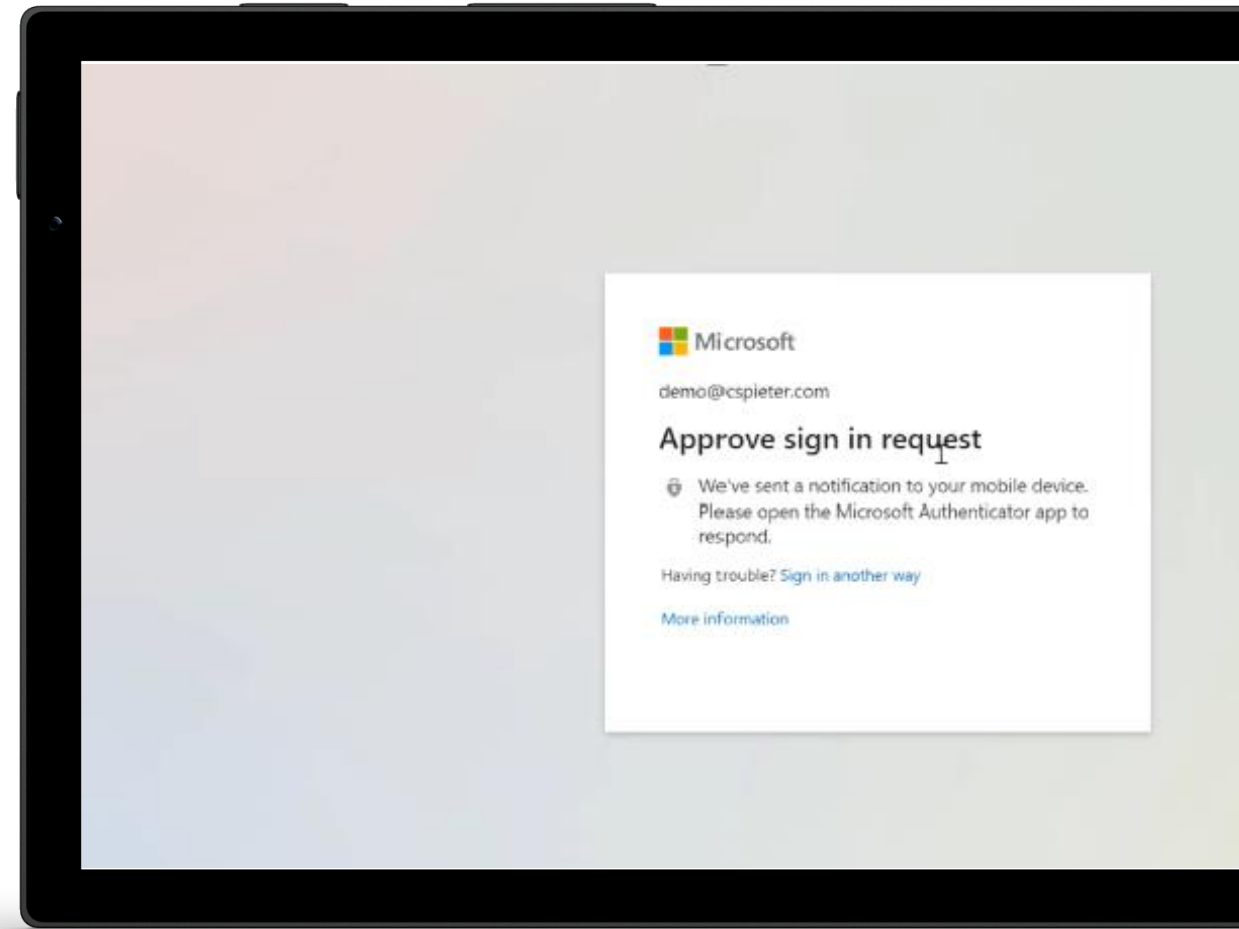 Microsoft
demo@cspieter.com
Approve sign in request
We've sent a notification to your mobile device.
Please open the Microsoft Authenticator app to
respond.
Having trouble? Sign in another way
More information